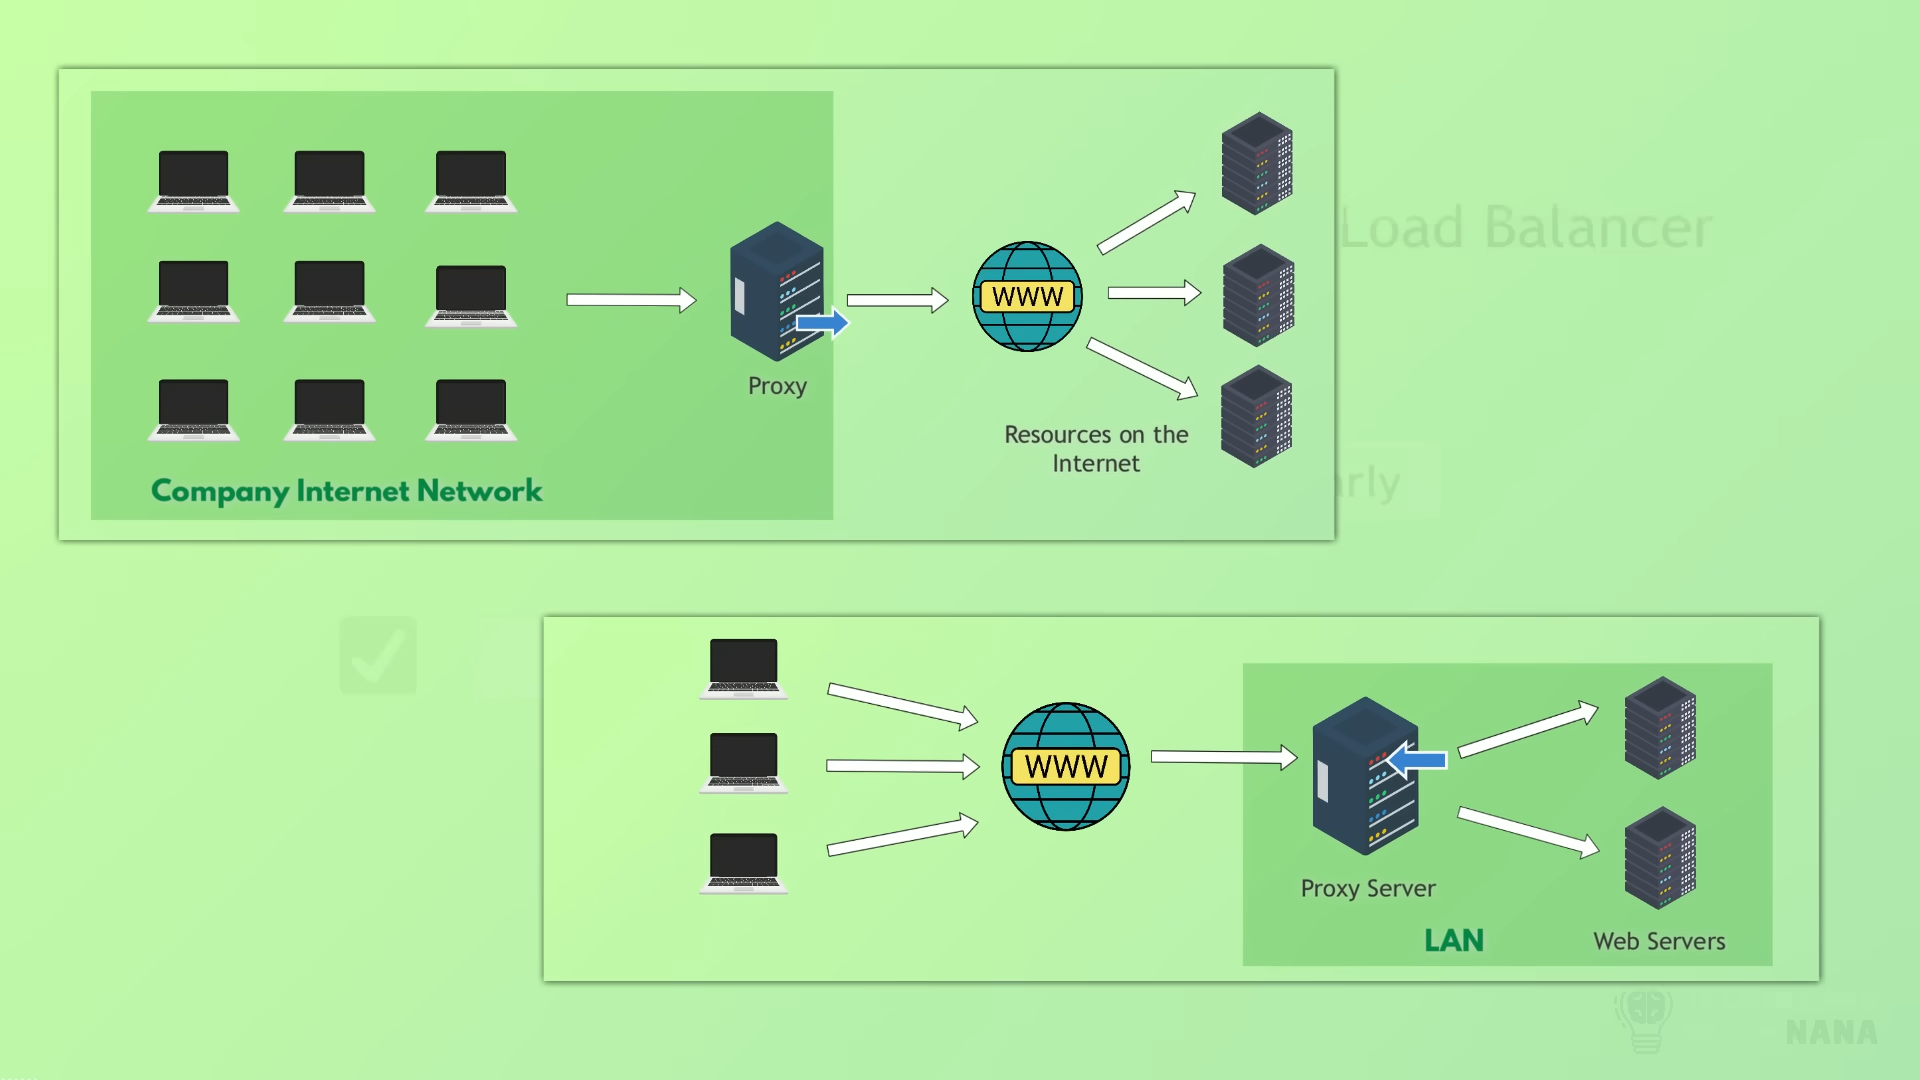 WWW
Load Balancer
Proxy
Resources on the
Internet
Company Internet Network
WWW
Proxy Server
LAN
Web Servers
NANA